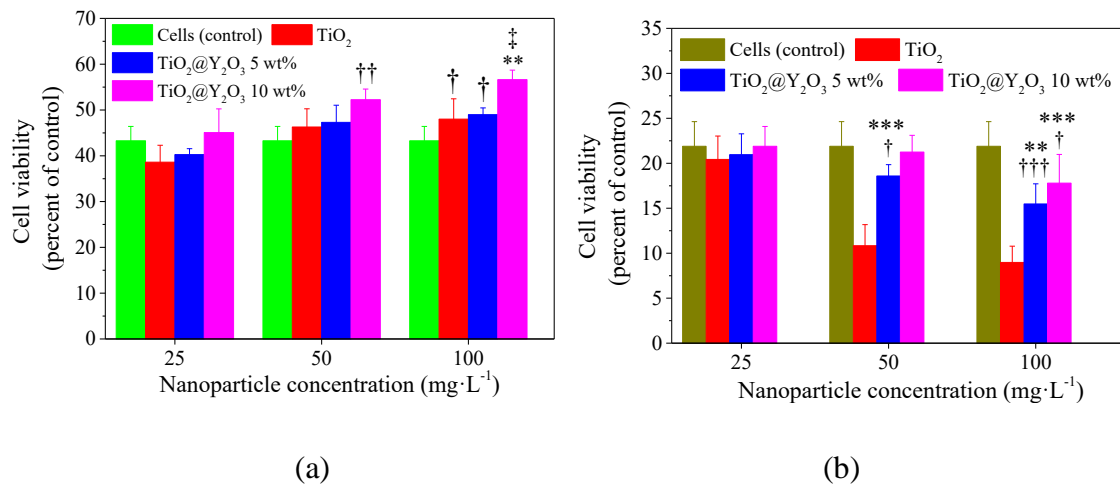 Cell viability
(percent of control)
70
60
50
40
30
20
10
0
Cells (control) TiO₂
TiO₂@Y₂O₃ 5 wt%
TiO₂@Y₂O₃ 10 wt%
††
†
†
‡
**
25 50 100
Nanoparticle concentration (mg·L⁻¹)
(a)
Cell viability
(percent of control)
35
30
25
20
15
10
5
0
Cells (control) TiO₂
TiO₂@Y₂O₃ 5 wt% TiO₂@Y₂O₃ 10 wt%
***
†
**
†††
***
†
25 50 100
Nanoparticle concentration (mg·L⁻¹)
(b)